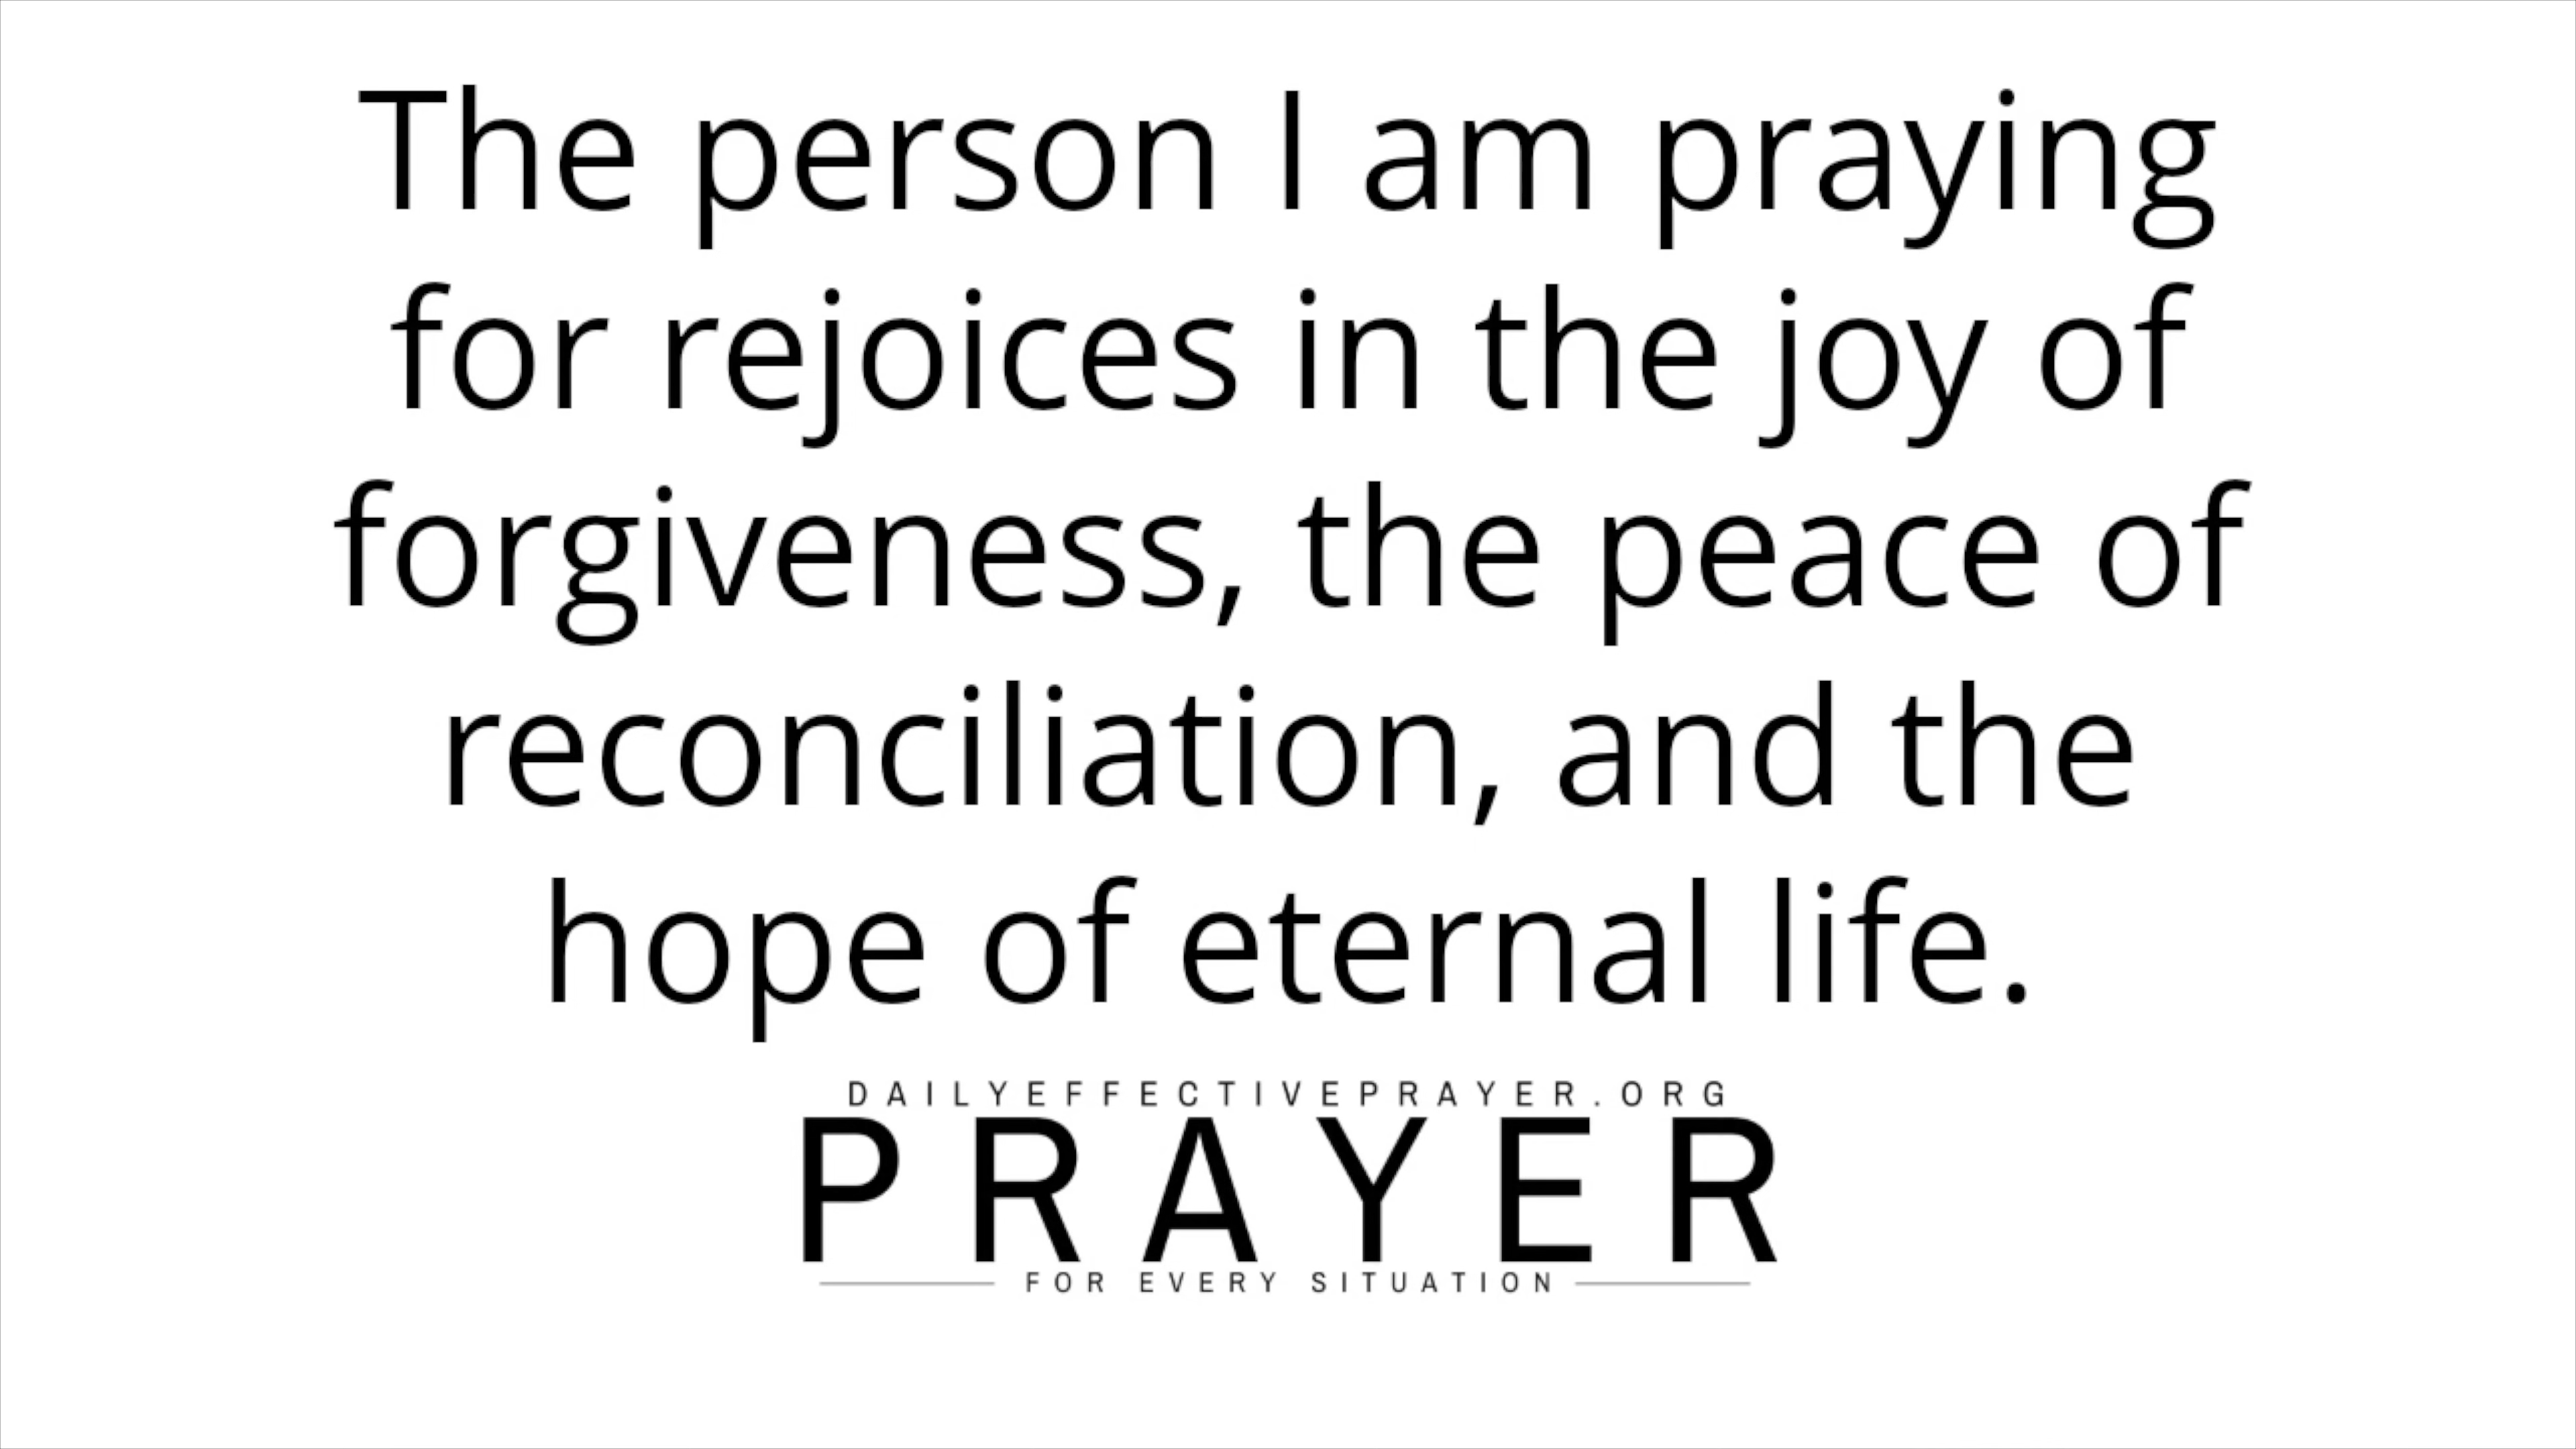 The person I am praying
for rejoices in the joy of
forgiveness, the peace of
reconciliation, and the
hope of eternal life.
DAILYEFFECTIVEPRAYER.ORG
PRAYER
FOR EVERY SITUATION